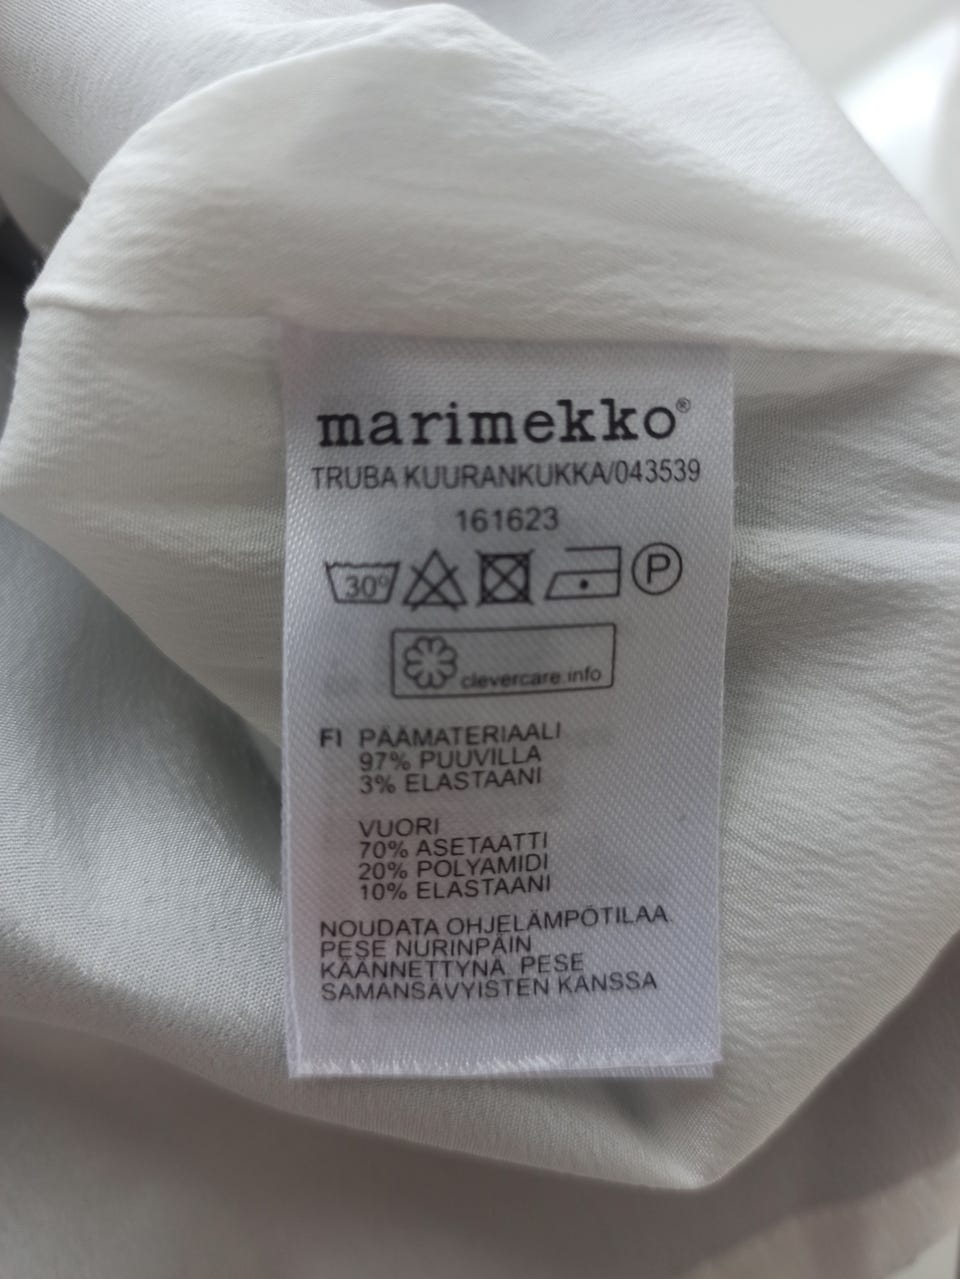 marimekko®
TRUBA KUURANKUKKA/043539
161623
30° P
clevercare.info
FI PÄÄMATERIAALI
97% PUUVILLA
3% ELASTAANI
VUORI
70% ASETAATTI
20% POLYAMIDI
10% ELASTAANI
NOUDATA OHJELÄMPÖTILAA.
PESE NURINPÄIN
KÄÄNNETTYNÄ. PESE
SAMANSÄVYISTEN KANSSA